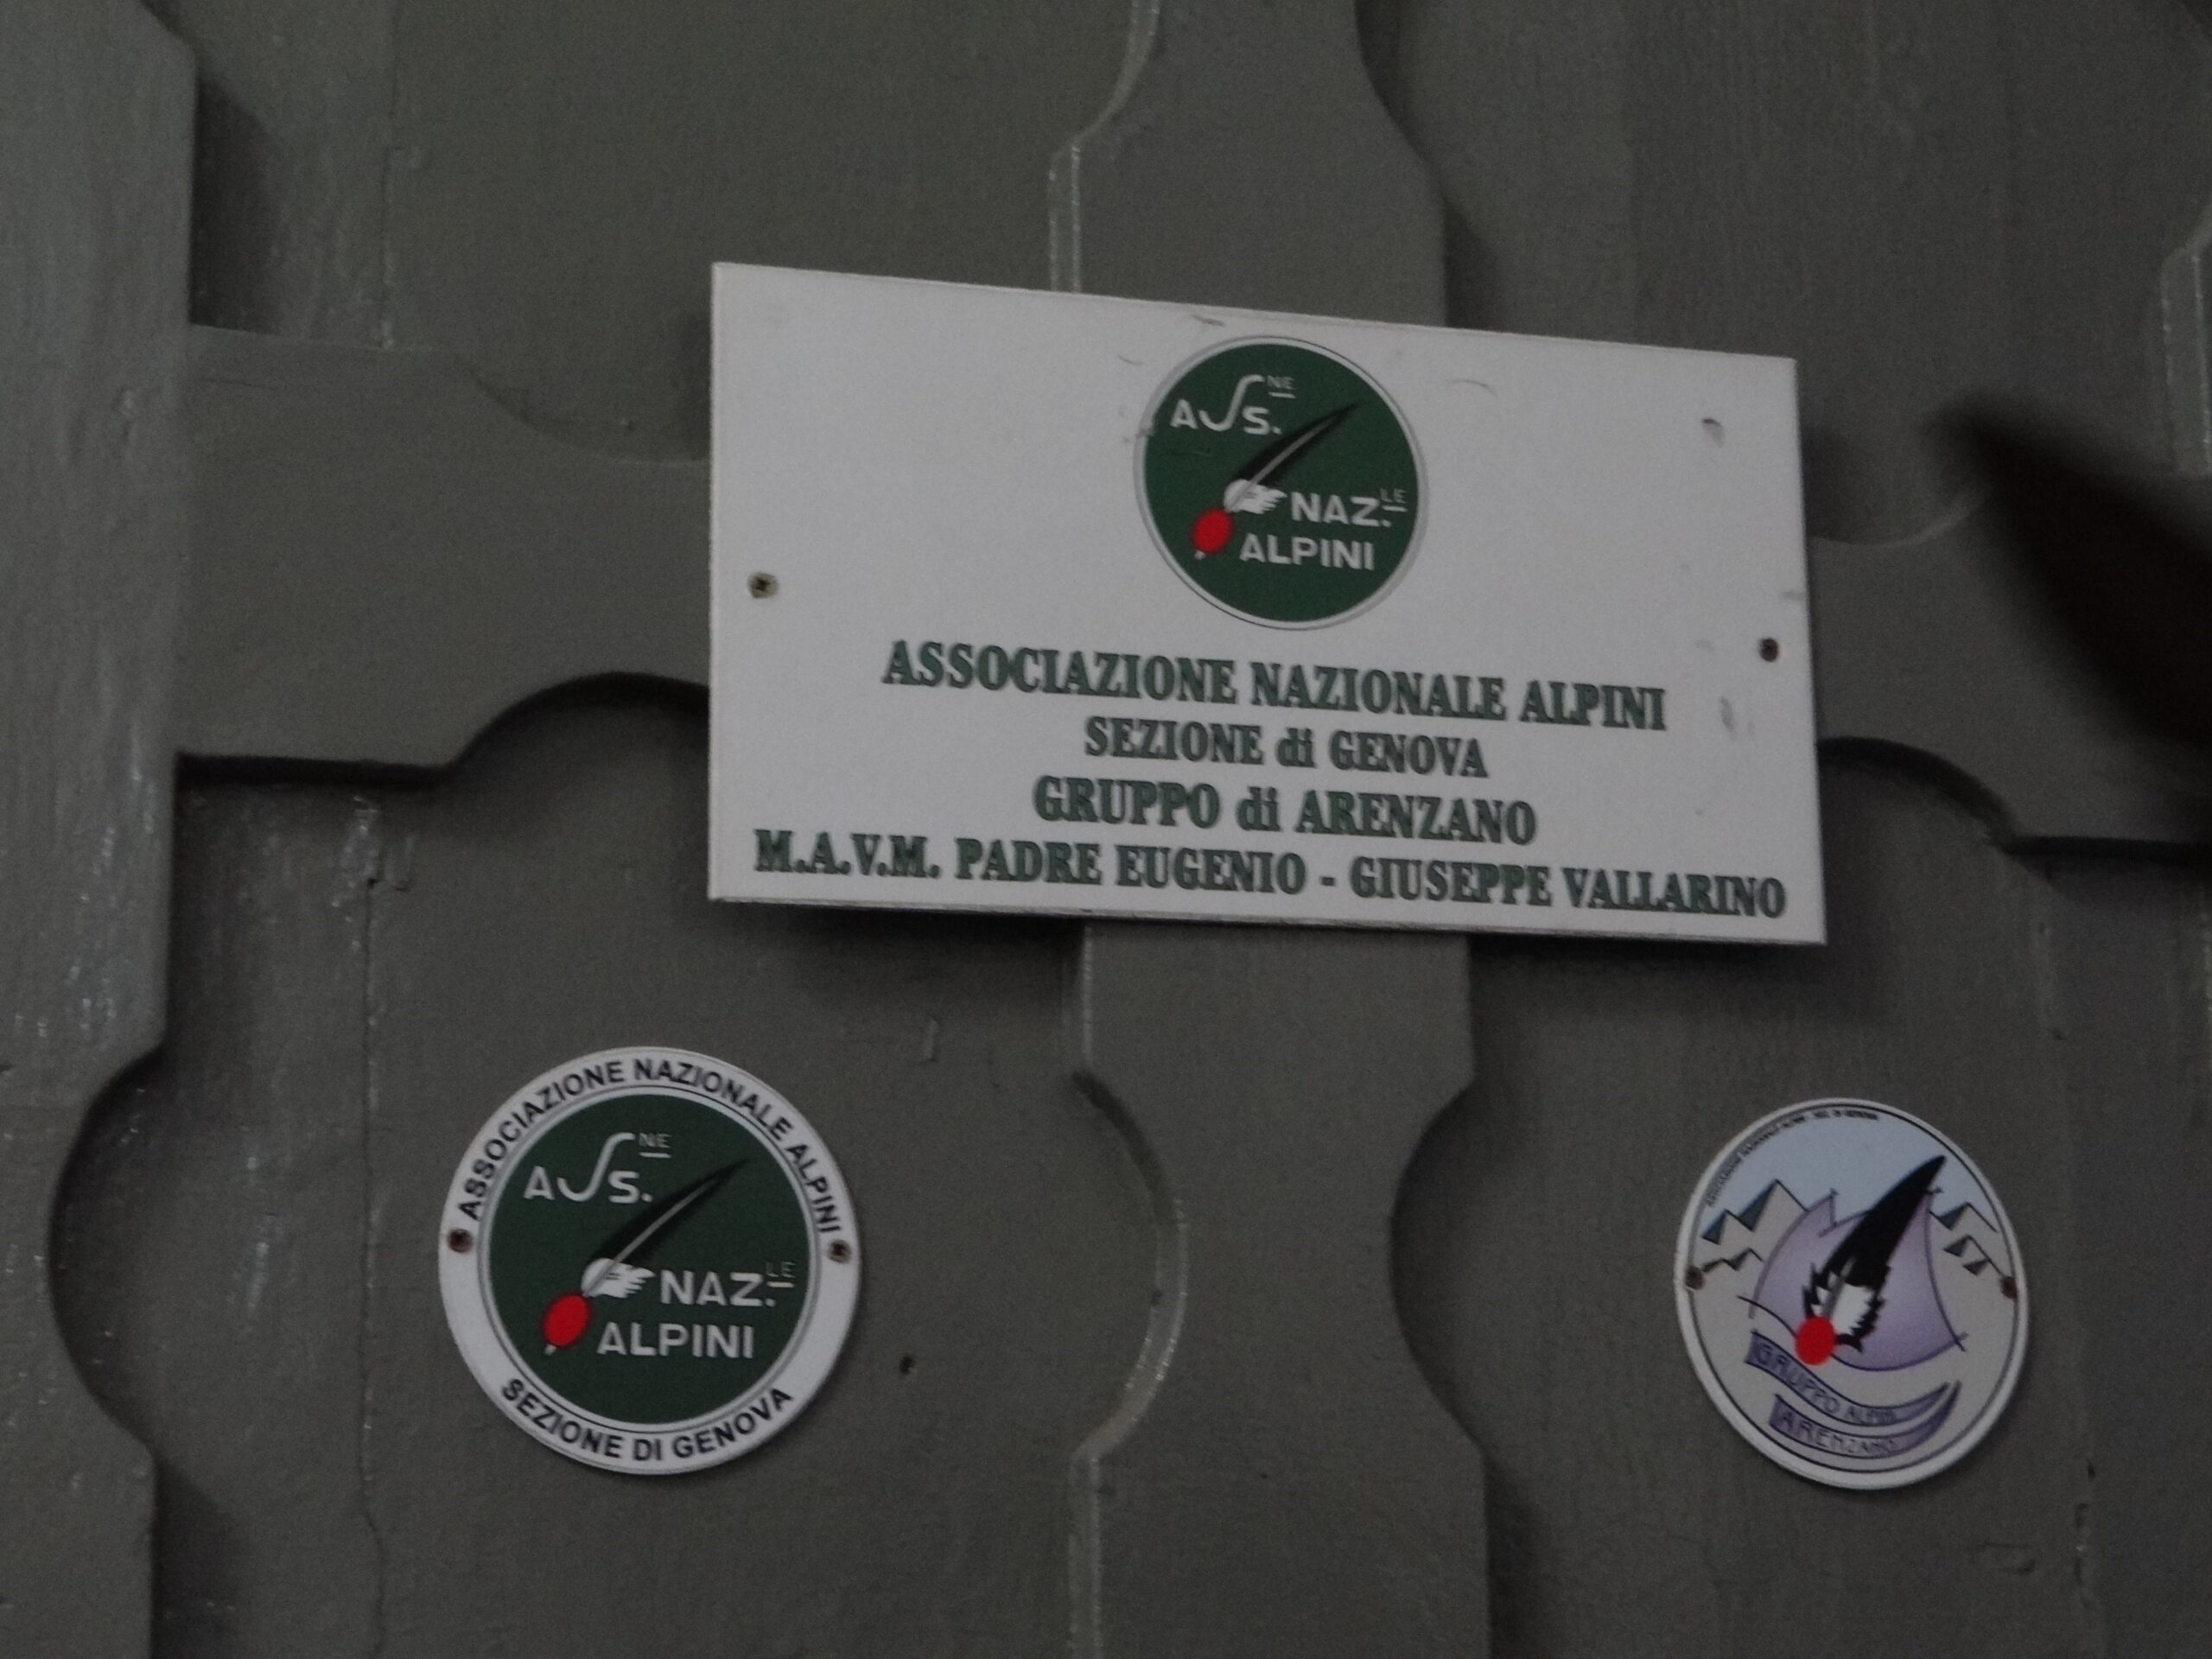 ASS.NE
NAZ.LE
ALPINI
ASSOCIAZIONE NAZIONALE ALPINI
SEZIONE di GENOVA
GRUPPO di ARENZANO
M.A.V.M. PADRE EUGENIO - GIUSEPPE VALLARINO
ASSOCIAZIONE NAZIONALE ALPINI
ASS.NE
NAZ.LE
ALPINI
SEZIONE DI GENOVA
GRUPPO ALPINI
ARENZANO